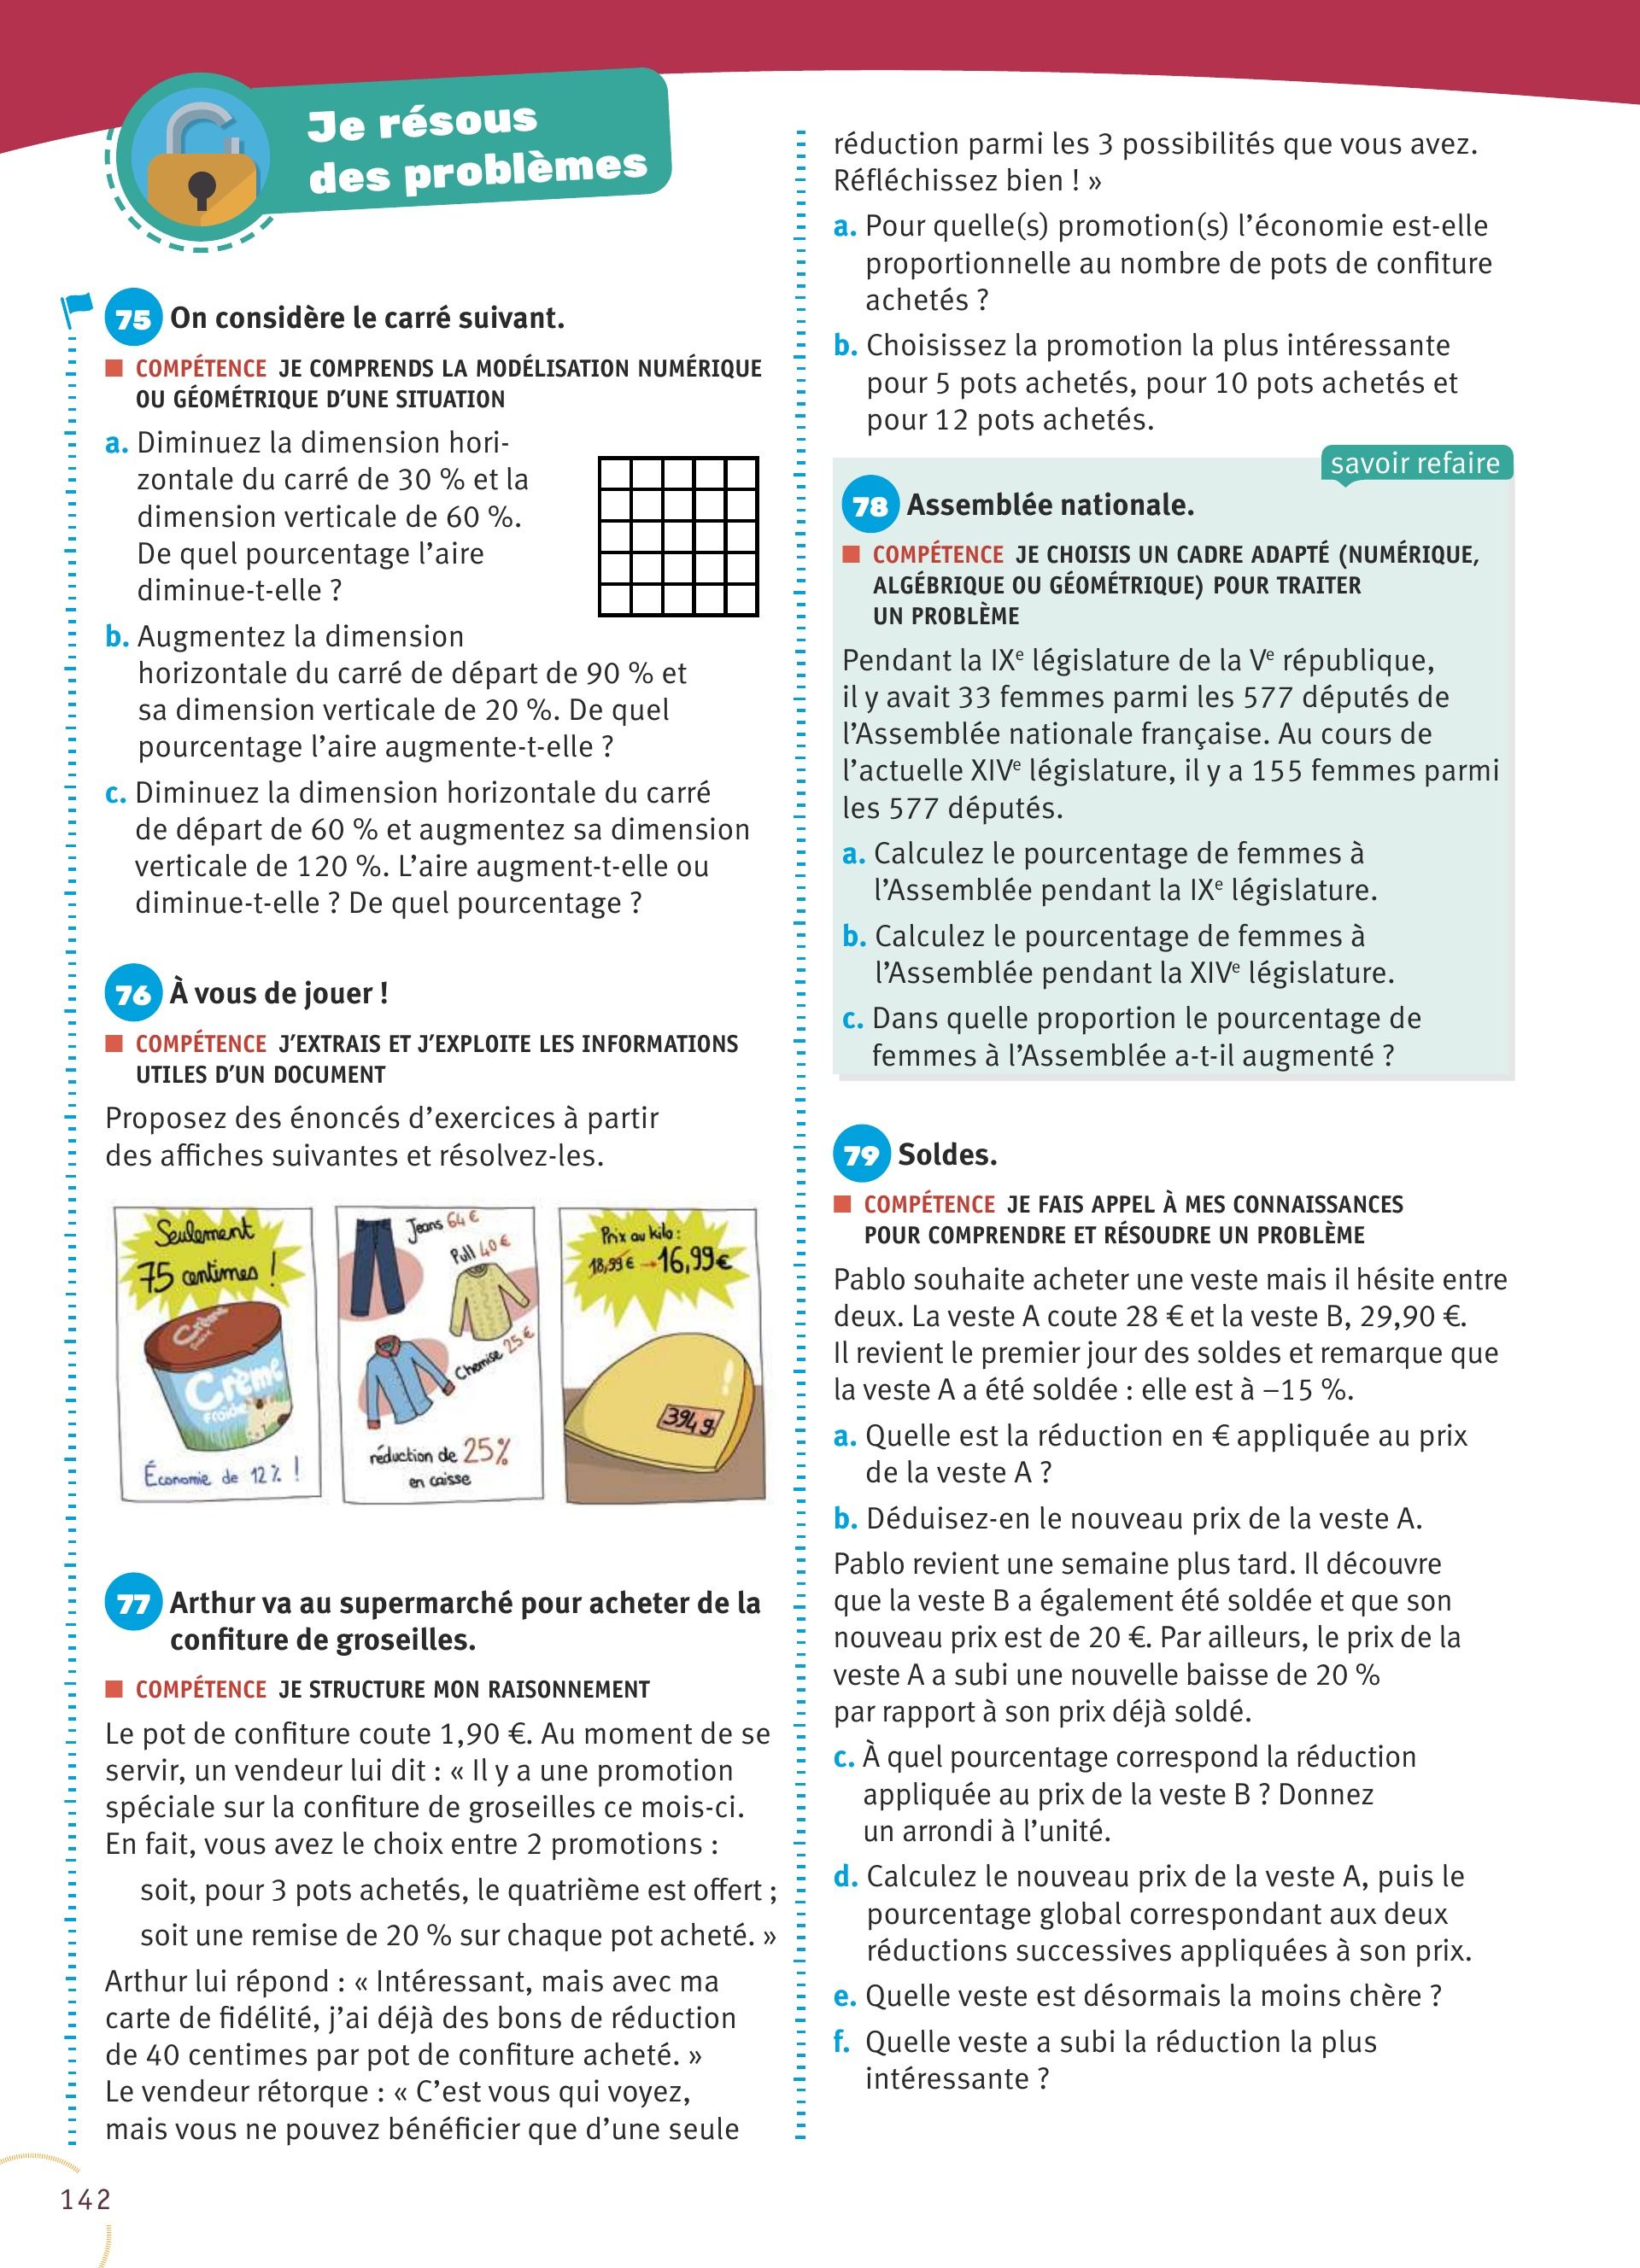 Je résous
des problèmes
75 On considère le carré suivant.
COMPÉTENCE JE COMPRENDS LA MODÉLISATION NUMÉRIQUE
OU GÉOMÉTRIQUE D’UNE SITUATION
a. Diminuez la dimension hori-
zontale du carré de 30 % et la
dimension verticale de 60 %.
De quel pourcentage l’aire
diminue-t-elle ?
b. Augmentez la dimension
horizontale du carré de départ de 90 % et
sa dimension verticale de 20 %. De quel
pourcentage l’aire augmente-t-elle ?
c. Diminuez la dimension horizontale du carré
de départ de 60 % et augmentez sa dimension
verticale de 120 %. L’aire augment-t-elle ou
diminue-t-elle ? De quel pourcentage ?
76 À vous de jouer !
COMPÉTENCE J’EXTRAIS ET J’EXPLOITE LES INFORMATIONS
UTILES D’UN DOCUMENT
Proposez des énoncés d’exercices à partir
des affiches suivantes et résolvez-les.
Seulement
75 centimes !
Crème
Crème
fraîche
Économie de 12 % !
Jeans 64 €
Pull 40 €
Chemise 25 €
réduction de 25%
en caisse
Prix au kilo :
18,99 € → 16,99 €
394 g
77 Arthur va au supermarché pour acheter de la
confiture de groseilles.
COMPÉTENCE JE STRUCTURE MON RAISONNEMENT
Le pot de confiture coute 1,90 €. Au moment de se
servir, un vendeur lui dit : « Il y a une promotion
spéciale sur la confiture de groseilles ce mois-ci.
En fait, vous avez le choix entre 2 promotions :
soit, pour 3 pots achetés, le quatrième est offert ;
soit une remise de 20 % sur chaque pot acheté. »
Arthur lui répond : « Intéressant, mais avec ma
carte de fidélité, j’ai déjà des bons de réduction
de 40 centimes par pot de confiture acheté. »
Le vendeur rétorque : « C’est vous qui voyez,
mais vous ne pouvez bénéficier que d’une seule
réduction parmi les 3 possibilités que vous avez.
Réfléchissez bien ! »
a. Pour quelle(s) promotion(s) l’économie est-elle
proportionnelle au nombre de pots de confiture
achetés ?
b. Choisissez la promotion la plus intéressante
pour 5 pots achetés, pour 10 pots achetés et
pour 12 pots achetés.
savoir refaire
78 Assemblée nationale.
COMPÉTENCE JE CHOISIS UN CADRE ADAPTÉ (NUMÉRIQUE,
ALGÉBRIQUE OU GÉOMÉTRIQUE) POUR TRAITER
UN PROBLÈME
Pendant la IXe législature de la Ve république,
il y avait 33 femmes parmi les 577 députés de
l’Assemblée nationale française. Au cours de
l’actuelle XIVe législature, il y a 155 femmes parmi
les 577 députés.
a. Calculez le pourcentage de femmes à
l’Assemblée pendant la IXe législature.
b. Calculez le pourcentage de femmes à
l’Assemblée pendant la XIVe législature.
c. Dans quelle proportion le pourcentage de
femmes à l’Assemblée a-t-il augmenté ?
79 Soldes.
COMPÉTENCE JE FAIS APPEL À MES CONNAISSANCES
POUR COMPRENDRE ET RÉSOUDRE UN PROBLÈME
Pablo souhaite acheter une veste mais il hésite entre
deux. La veste A coute 28 € et la veste B, 29,90 €.
Il revient le premier jour des soldes et remarque que
la veste A a été soldée : elle est à –15 %.
a. Quelle est la réduction en € appliquée au prix
de la veste A ?
b. Déduisez-en le nouveau prix de la veste A.
Pablo revient une semaine plus tard. Il découvre
que la veste B a également été soldée et que son
nouveau prix est de 20 €. Par ailleurs, le prix de la
veste A a subi une nouvelle baisse de 20 %
par rapport à son prix déjà soldé.
c. À quel pourcentage correspond la réduction
appliquée au prix de la veste B ? Donnez
un arrondi à l’unité.
d. Calculez le nouveau prix de la veste A, puis le
pourcentage global correspondant aux deux
réductions successives appliquées à son prix.
e. Quelle veste est désormais la moins chère ?
f. Quelle veste a subi la réduction la plus
intéressante ?
142